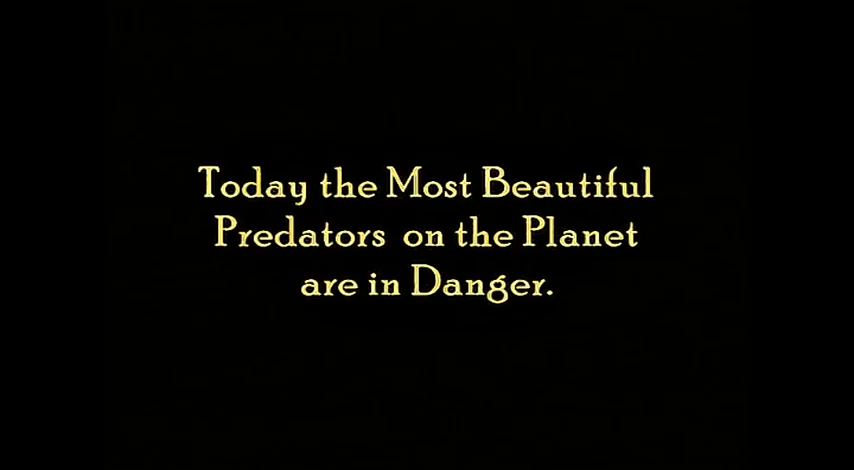 Today the Most Beautiful
Predators on the Planet
are in Danger.